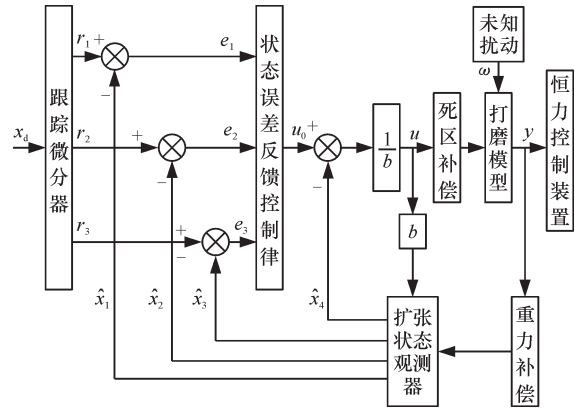 x_d
跟踪微分器
r_1
+
−
e_1
r_2
+
−
e_2
r_3
+
−
e_3
状态误差反馈控制律
u_0
+
−
1/b
u
b
死区补偿
未知
扰动
ω
打磨模型
y
恒力控制装置
x̂_1
x̂_2
x̂_3
x̂_4
扩张
状态
观测
器
重力补偿